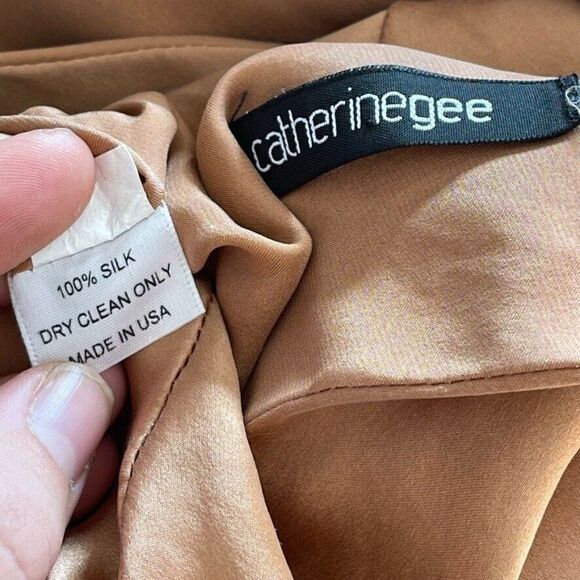 catherinegee
100% SILK
DRY CLEAN ONLY
MADE IN USA